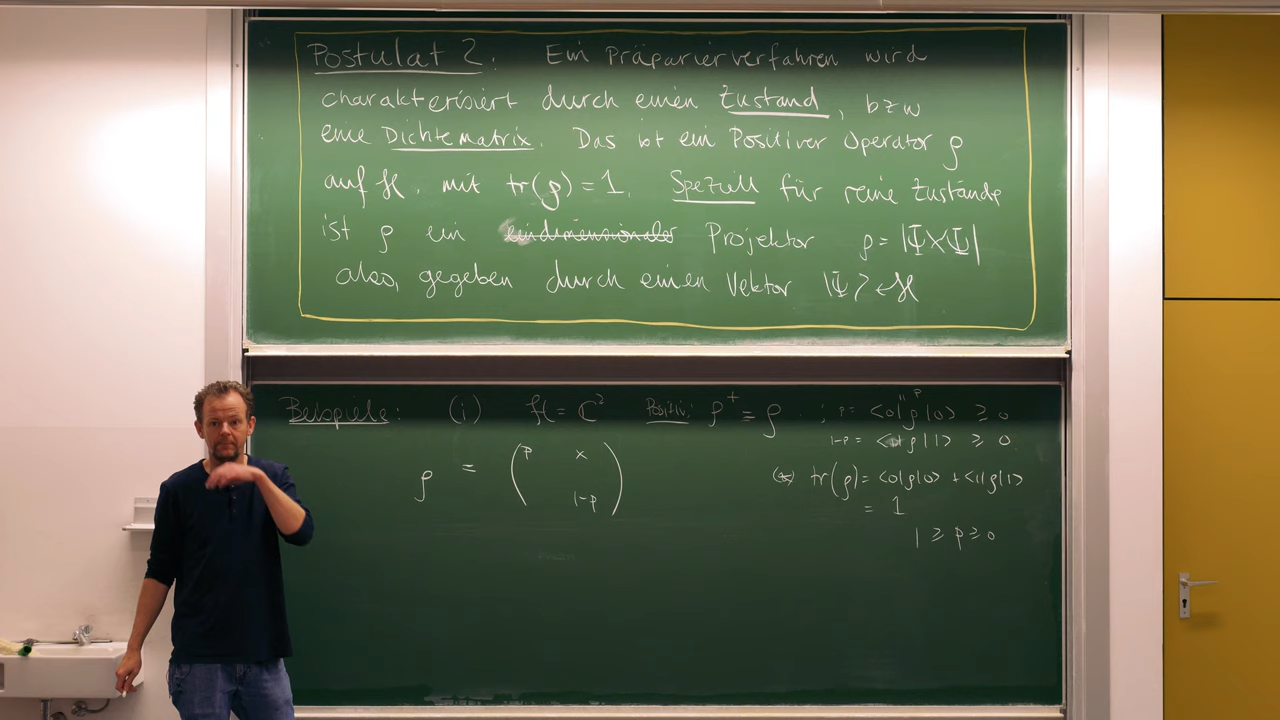 Postulat 2: Ein Präparierverfahren wird
charakterisiert durch einen Zustand, bzw
eine Dichtematrix. Das ist ein Positiver Operator ρ
auf ℋ, mit tr(ρ) = 1. Speziell für reine Zustände
ist ρ ein eindimensionaler Projektor ρ = |Ψ⟩⟨Ψ|
also, gegeben durch einen Vektor |Ψ⟩ ∈ ℋ
Beispiele: (i) ℋ = ℂ² Positiv: ρ⁺ = ρ ; p = ⟨0|ρ|0⟩ ≥ 0
1-p = ⟨1|ρ|1⟩ ≥ 0
ρ = ( p x
1-p )
(*) tr(ρ) = ⟨0|ρ|0⟩ + ⟨1|ρ|1⟩
= 1
1 ≥ p ≥ 0